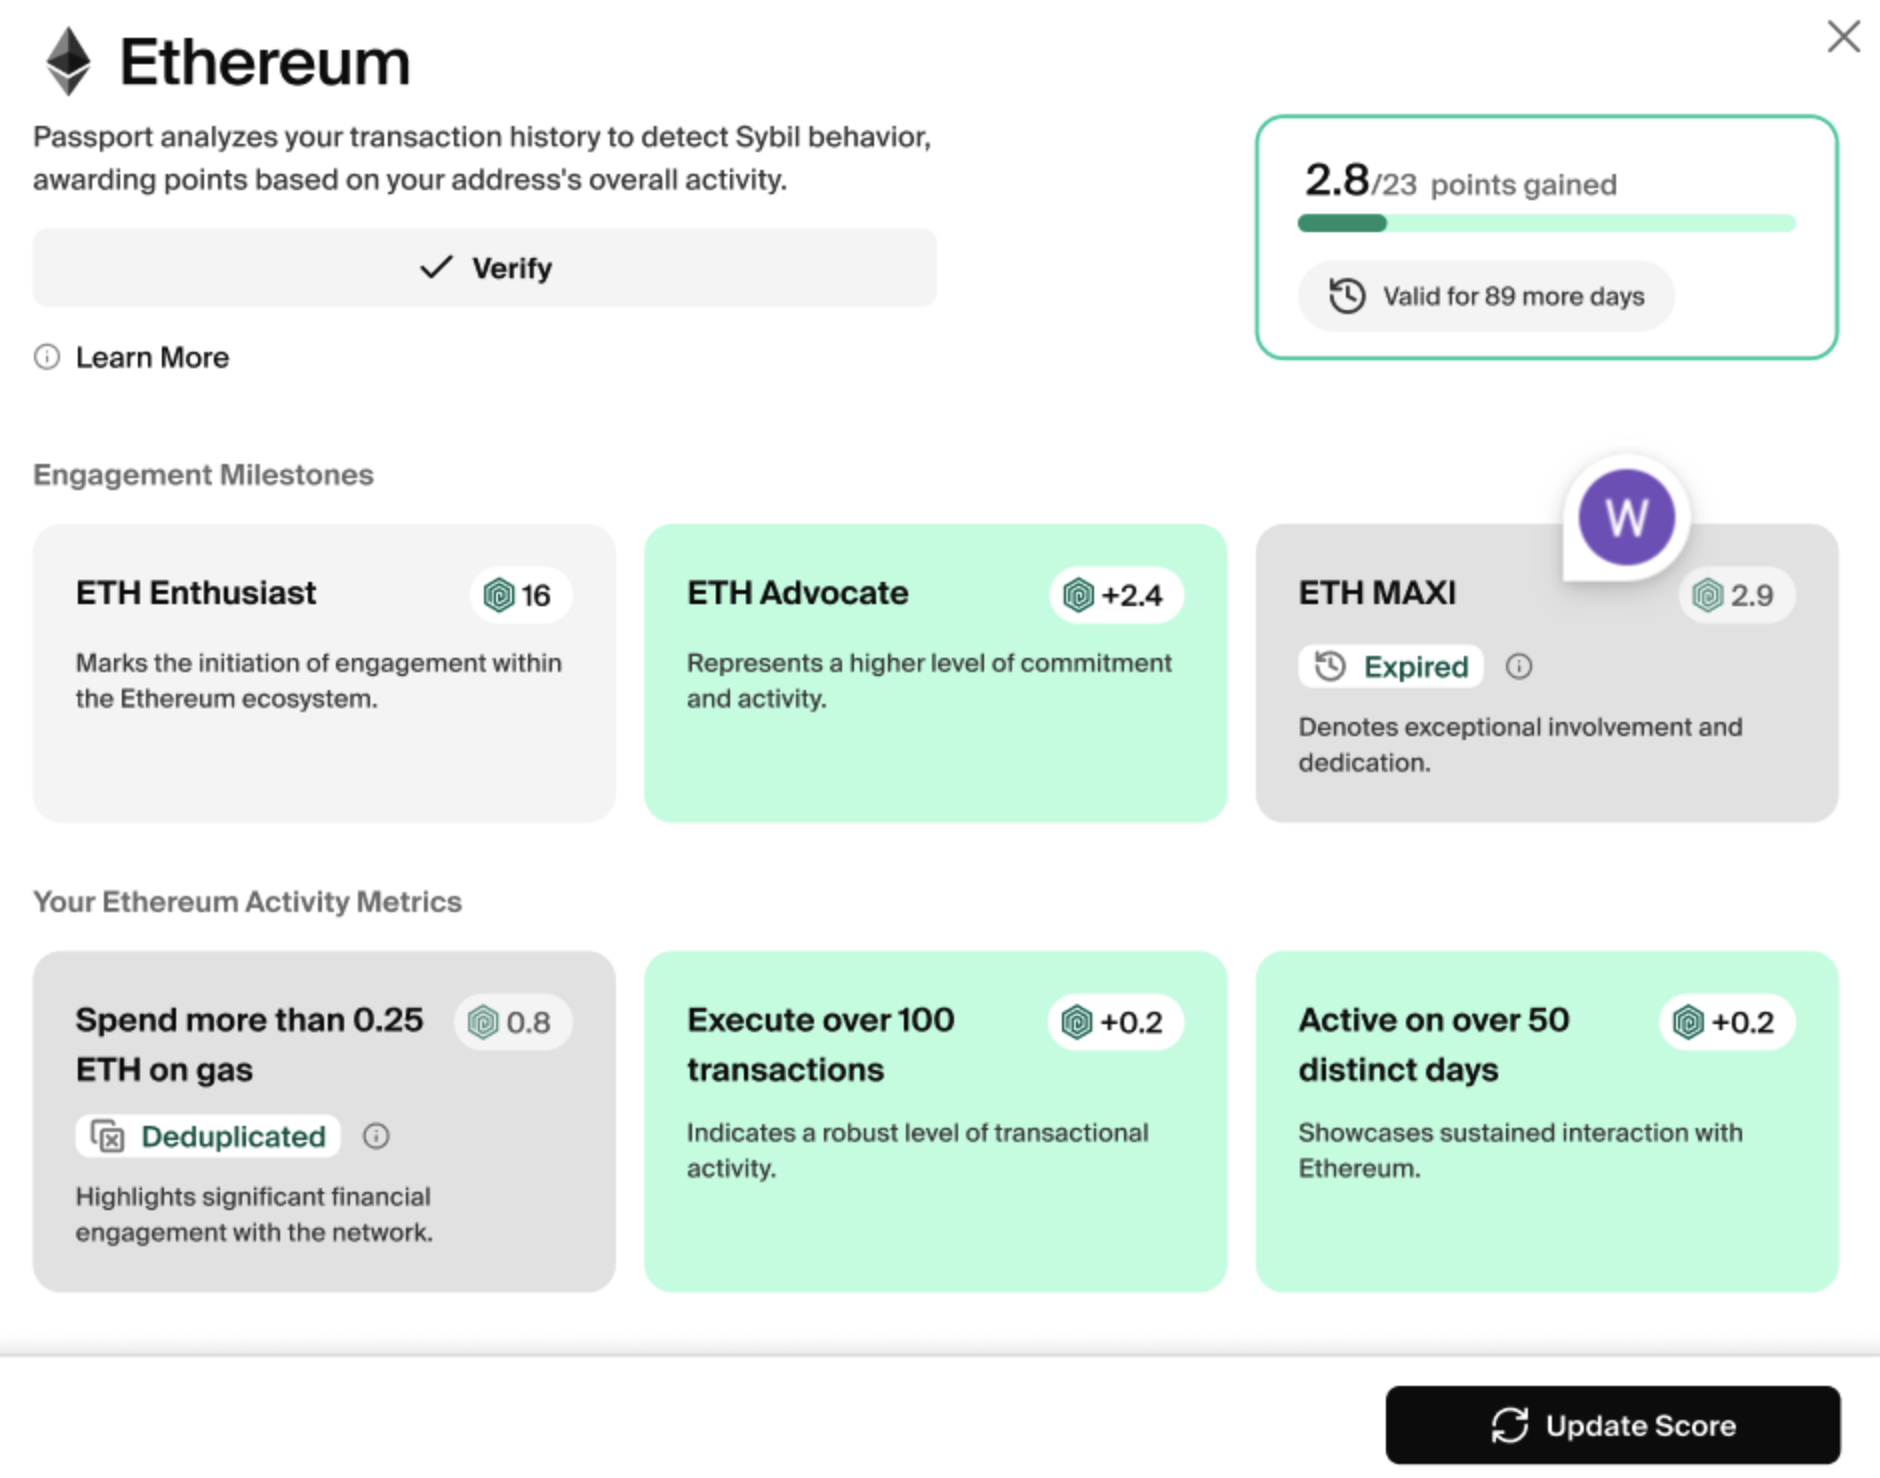 Ethereum
Passport analyzes your transaction history to detect Sybil behavior,
awarding points based on your address's overall activity.
Verify
Learn More
2.8/23 points gained
Valid for 89 more days
Engagement Milestones
W
ETH Enthusiast
16
Marks the initiation of engagement within
the Ethereum ecosystem.
ETH Advocate
+2.4
Represents a higher level of commitment
and activity.
ETH MAXI
2.9
Expired
Denotes exceptional involvement and
dedication.
Your Ethereum Activity Metrics
Spend more than 0.25
ETH on gas
0.8
Deduplicated
Highlights significant financial
engagement with the network.
Execute over 100
transactions
+0.2
Indicates a robust level of transactional
activity.
Active on over 50
distinct days
+0.2
Showcases sustained interaction with
Ethereum.
Update Score